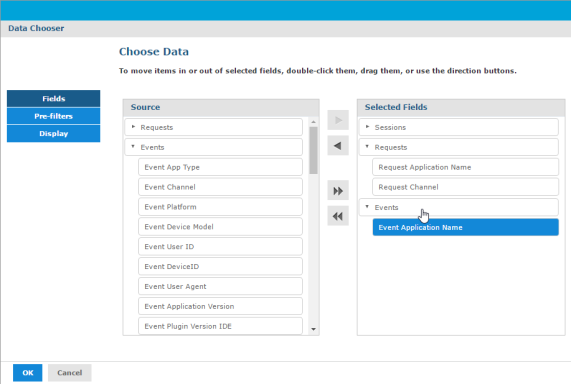 Data Chooser
Choose Data
To move items in or out of selected fields, double-click them, drag them, or use the direction buttons.
Fields
Pre-filters
Display
Source
Requests
Events
Event App Type
Event Channel
Event Platform
Event Device Model
Event User ID
Event DeviceID
Event User Agent
Event Application Version
Event Plugin Version IDE
Selected Fields
Sessions
Requests
Request Application Name
Request Channel
Events
Event Application Name
OK
Cancel